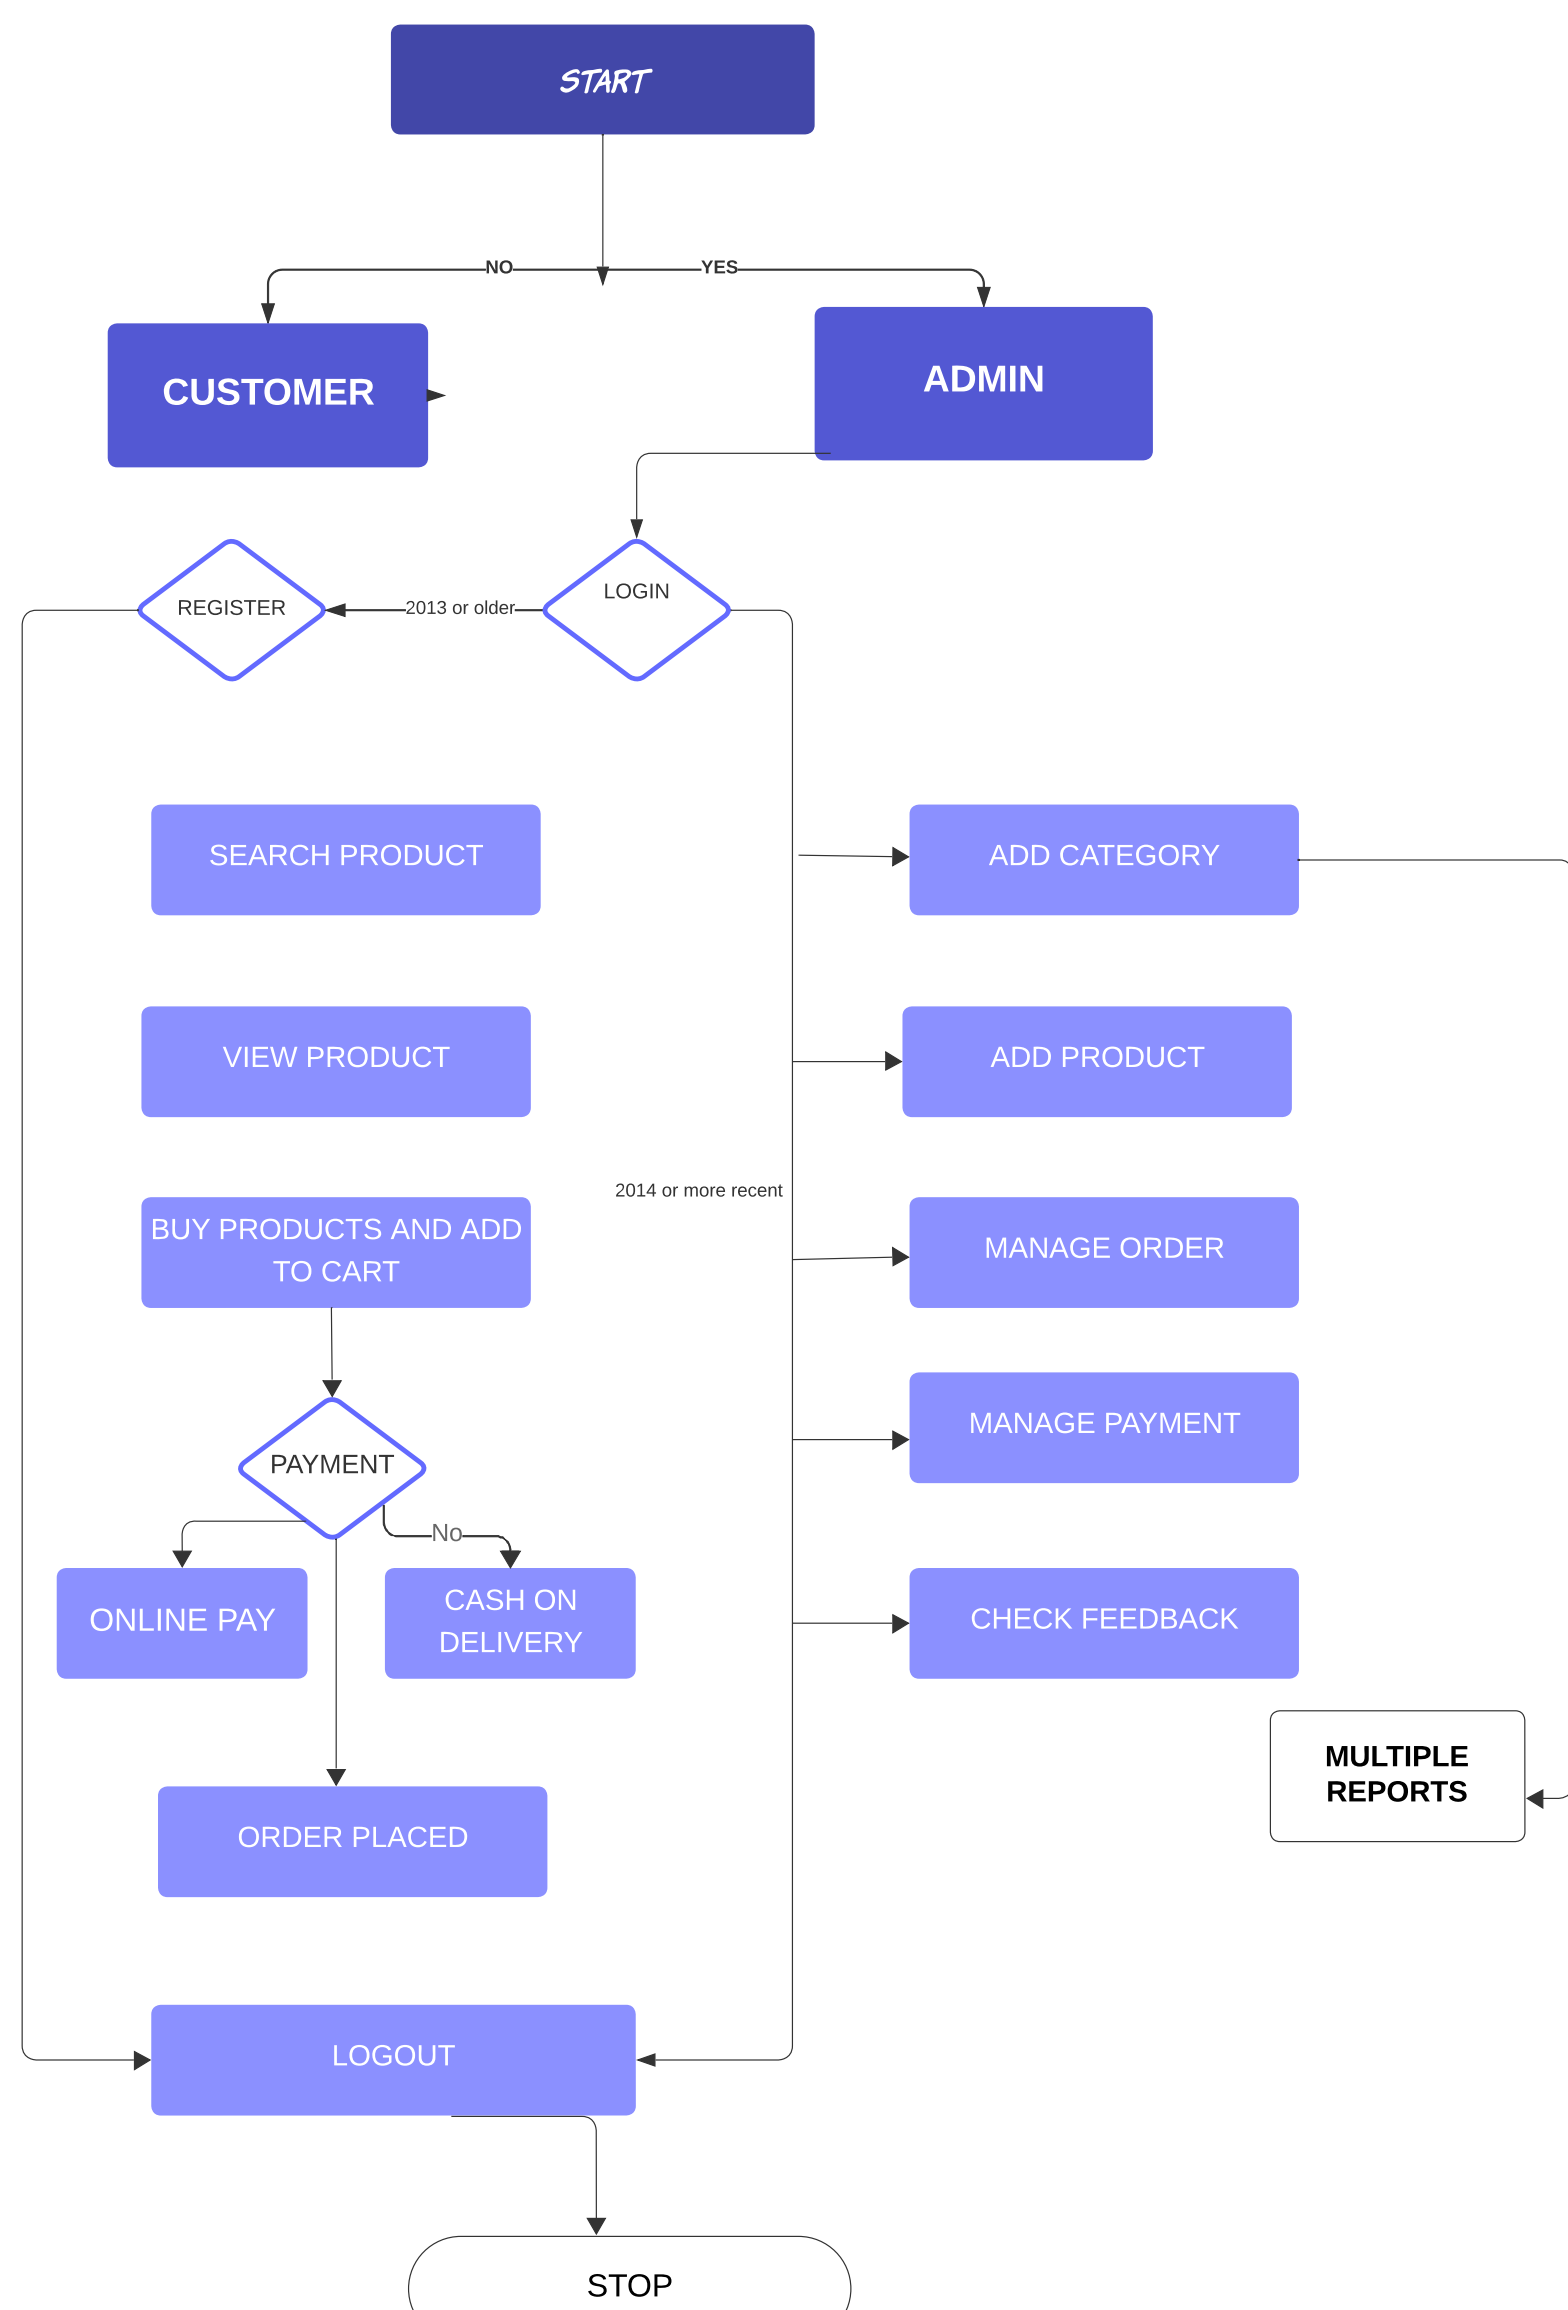 START
NO
YES
CUSTOMER
ADMIN
REGISTER
2013 or older
LOGIN
SEARCH PRODUCT
ADD CATEGORY
VIEW PRODUCT
ADD PRODUCT
2014 or more recent
BUY PRODUCTS AND ADD
TO CART
MANAGE ORDER
MANAGE PAYMENT
PAYMENT
No
ONLINE PAY
CASH ON
DELIVERY
CHECK FEEDBACK
MULTIPLE
REPORTS
ORDER PLACED
LOGOUT
STOP